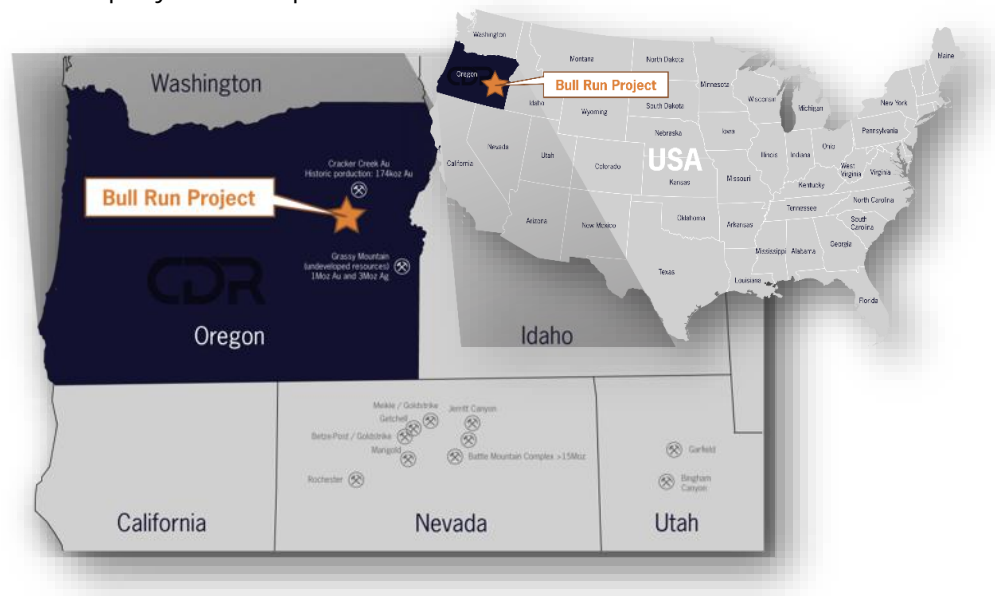 Washington
Cracker Creek Au
Historic porduction: 174koz Au
Bull Run Project
Grassy Mountain
(undeveloped resources)
1Moz Au and 3Moz Ag
CDR
Oregon
Idaho
Meikle / Goldstrike
Getchell
Jerritt Canyon
Betze-Post / Goldstrike
Marigold
Battle Mountain Complex >15Moz
Rochester
Garfield
Bingham
Canyon
California
Nevada
Utah
Washington
Montana
North Dakota
Minnesota
Maine
Oregon
CDR
Bull Run Project
Idaho
Wyoming
South Dakota
Wisconsin
Michigan
New York
Nebraska
Iowa
Pennsylvania
Nevada
Utah
Colorado
USA
Kansas
Illinois
Indiana
Ohio
West
Virginia
Virginia
California
Missouri
Kentucky
North Carolina
Tennessee
Arizona
New Mexico
Oklahoma
Arkansas
South
Carolina
Mississippi
Alabama
Georgia
Texas
Louisiana
Florida